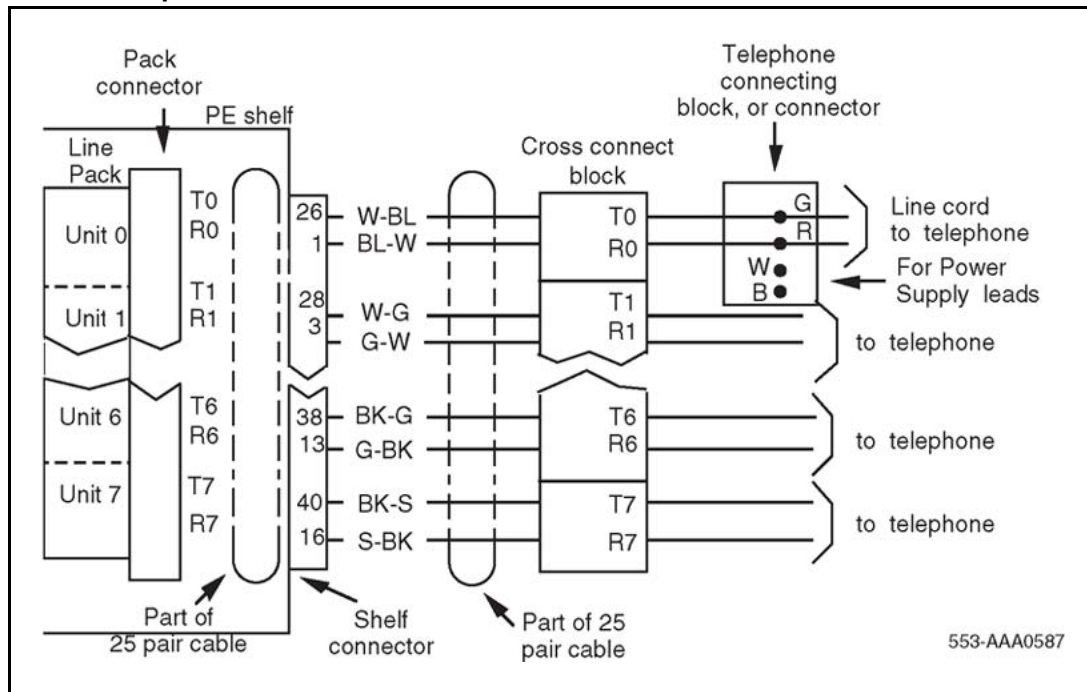 Pack
connector
PE shelf
Line
Pack
Telephone
connecting
block, or connector
Cross connect
block
Unit 0
T0
R0
26
1
W-BL
BL-W
T0
R0
G
R
W
B
Line cord
to telephone
For Power
Supply leads
Unit 1
T1
R1
28
3
W-G
G-W
T1
R1
to telephone
Unit 6
T6
R6
38
13
BK-G
G-BK
T6
R6
to telephone
Unit 7
T7
R7
40
16
BK-S
S-BK
T7
R7
to telephone
Part of
25 pair cable
Shelf
connector
Part of 25
pair cable
553-AAA0587